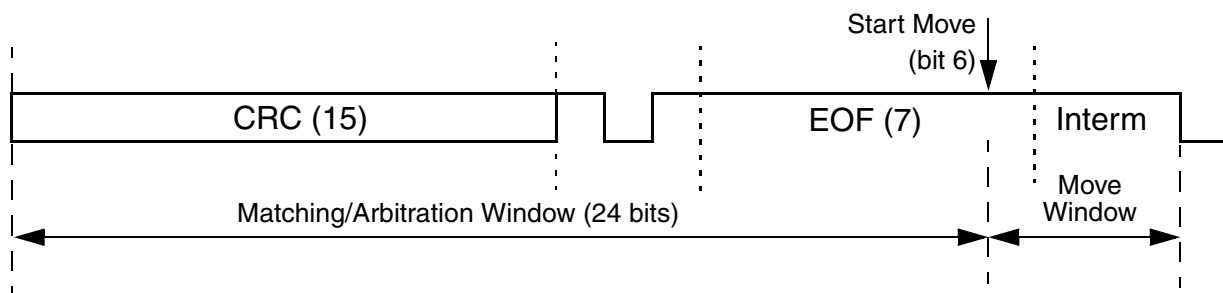 Start Move
(bit 6)
CRC (15)
EOF (7)
Interm
Matching/Arbitration Window (24 bits)
Move
Window